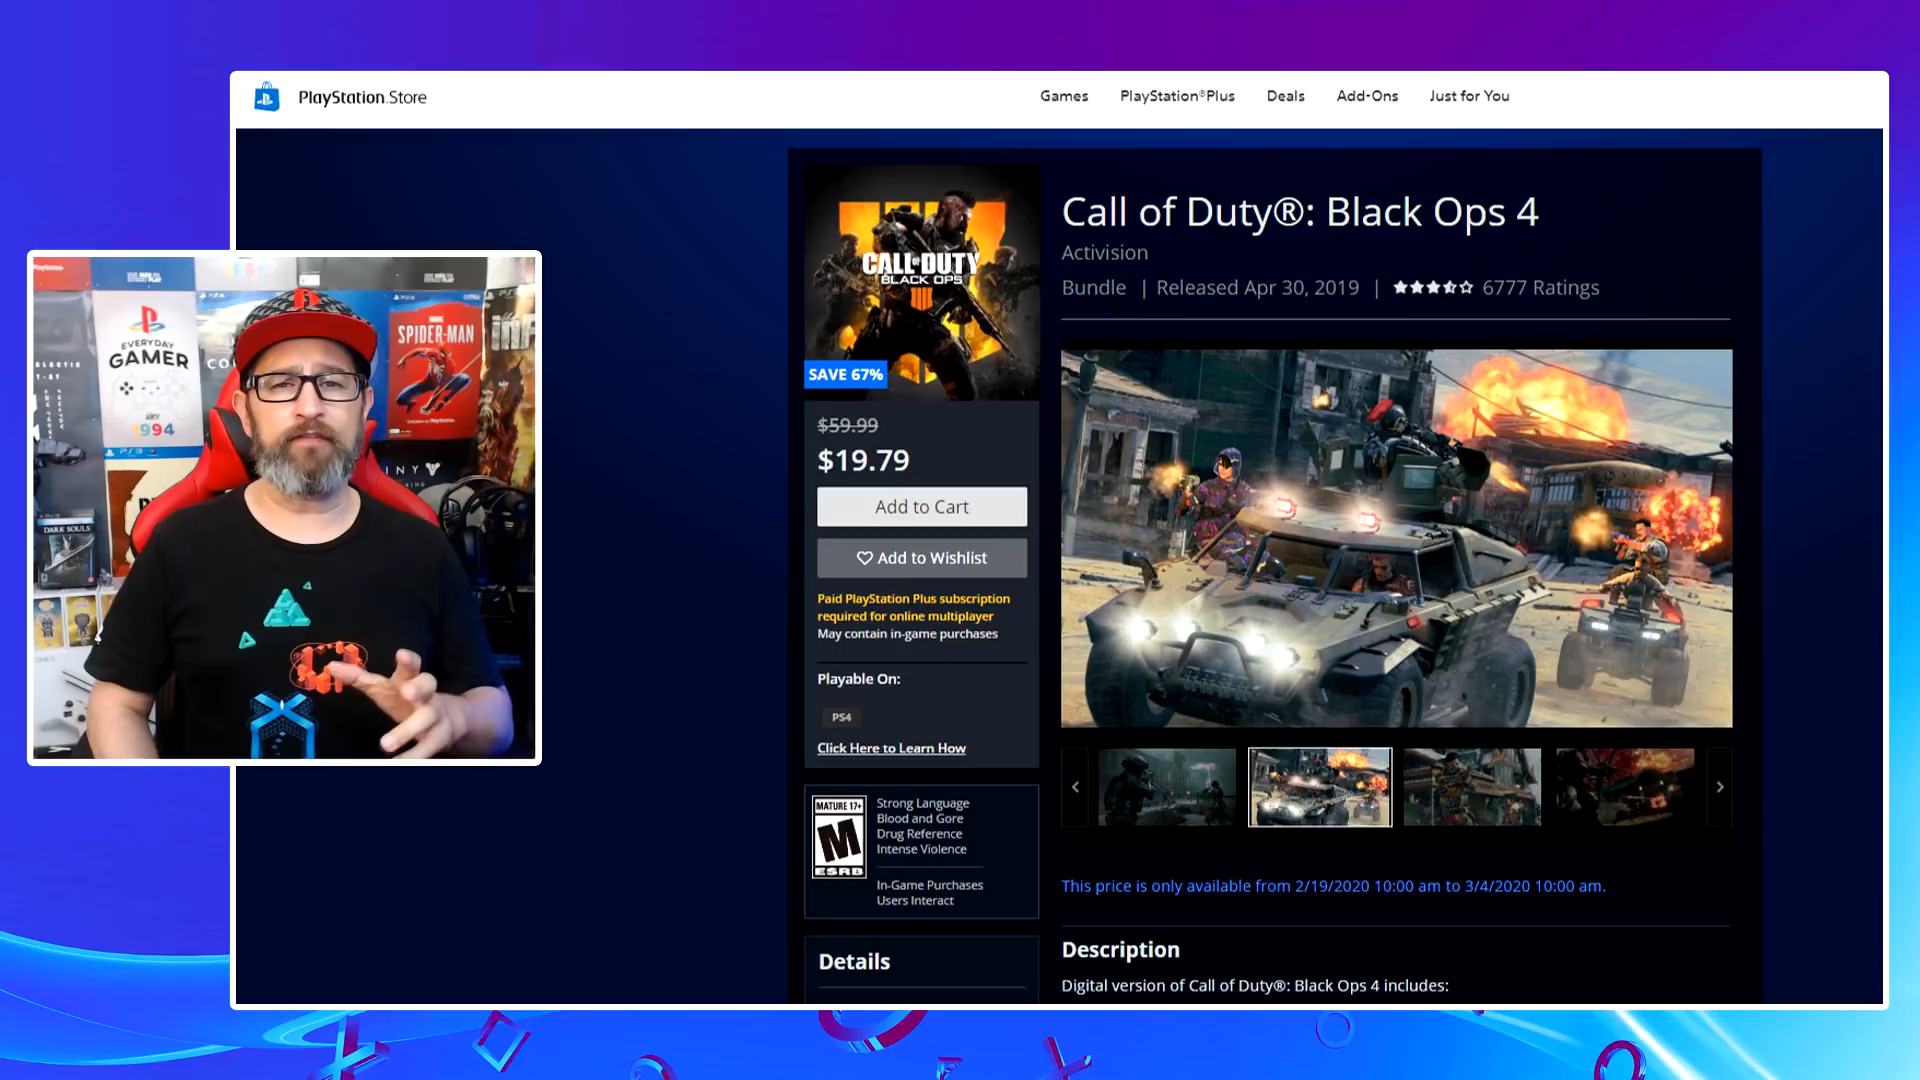 PlayStation.Store
Games
PlayStation®Plus
Deals
Add-Ons
Just for You
CALL OF DUTY
BLACK OPS
IIII
SAVE 67%
$59.99
$19.79
Add to Cart
Add to Wishlist
Paid PlayStation Plus subscription
required for online multiplayer
May contain in-game purchases
Playable On:
PS4
Click Here to Learn How
MATURE 17+
M
ESRB
Strong Language
Blood and Gore
Drug Reference
Intense Violence
In-Game Purchases
Users Interact
Details
Call of Duty®: Black Ops 4
Activision
Bundle | Released Apr 30, 2019 | 6777 Ratings
This price is only available from 2/19/2020 10:00 am to 3/4/2020 10:00 am.
Description
Digital version of Call of Duty®: Black Ops 4 includes:
EVERYDAY
GAMER
1994
MARVEL
SPIDER-MAN
DARK SOULS